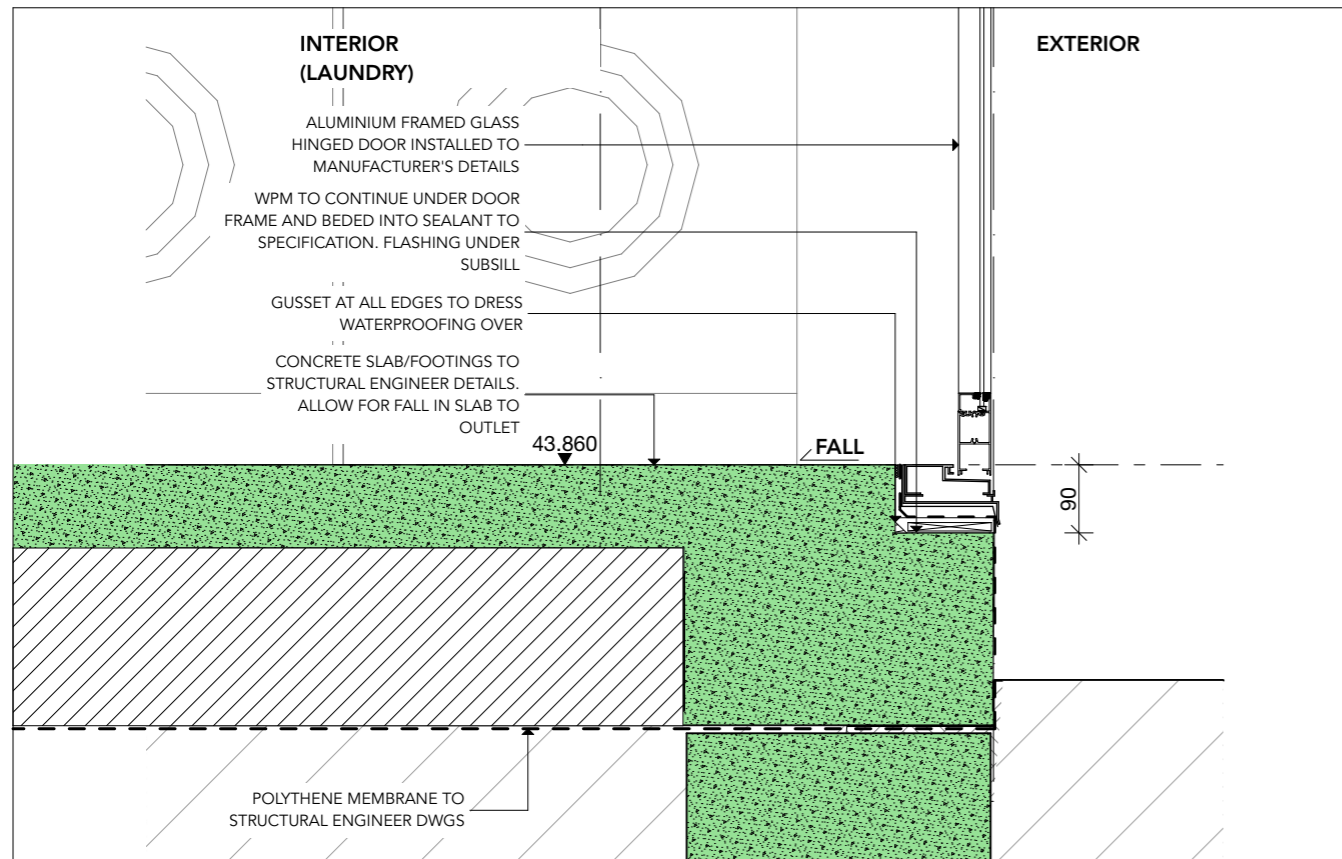 INTERIOR
(LAUNDRY)
EXTERIOR
ALUMINIUM FRAMED GLASS
HINGED DOOR INSTALLED TO
MANUFACTURER'S DETAILS
WPM TO CONTINUE UNDER DOOR
FRAME AND BEDED INTO SEALANT TO
SPECIFICATION. FLASHING UNDER
SUBSILL
GUSSET AT ALL EDGES TO DRESS
WATERPROOFING OVER
CONCRETE SLAB/FOOTINGS TO
STRUCTURAL ENGINEER DETAILS.
ALLOW FOR FALL IN SLAB TO
OUTLET
43.860
FALL
90
POLYTHENE MEMBRANE TO
STRUCTURAL ENGINEER DWGS